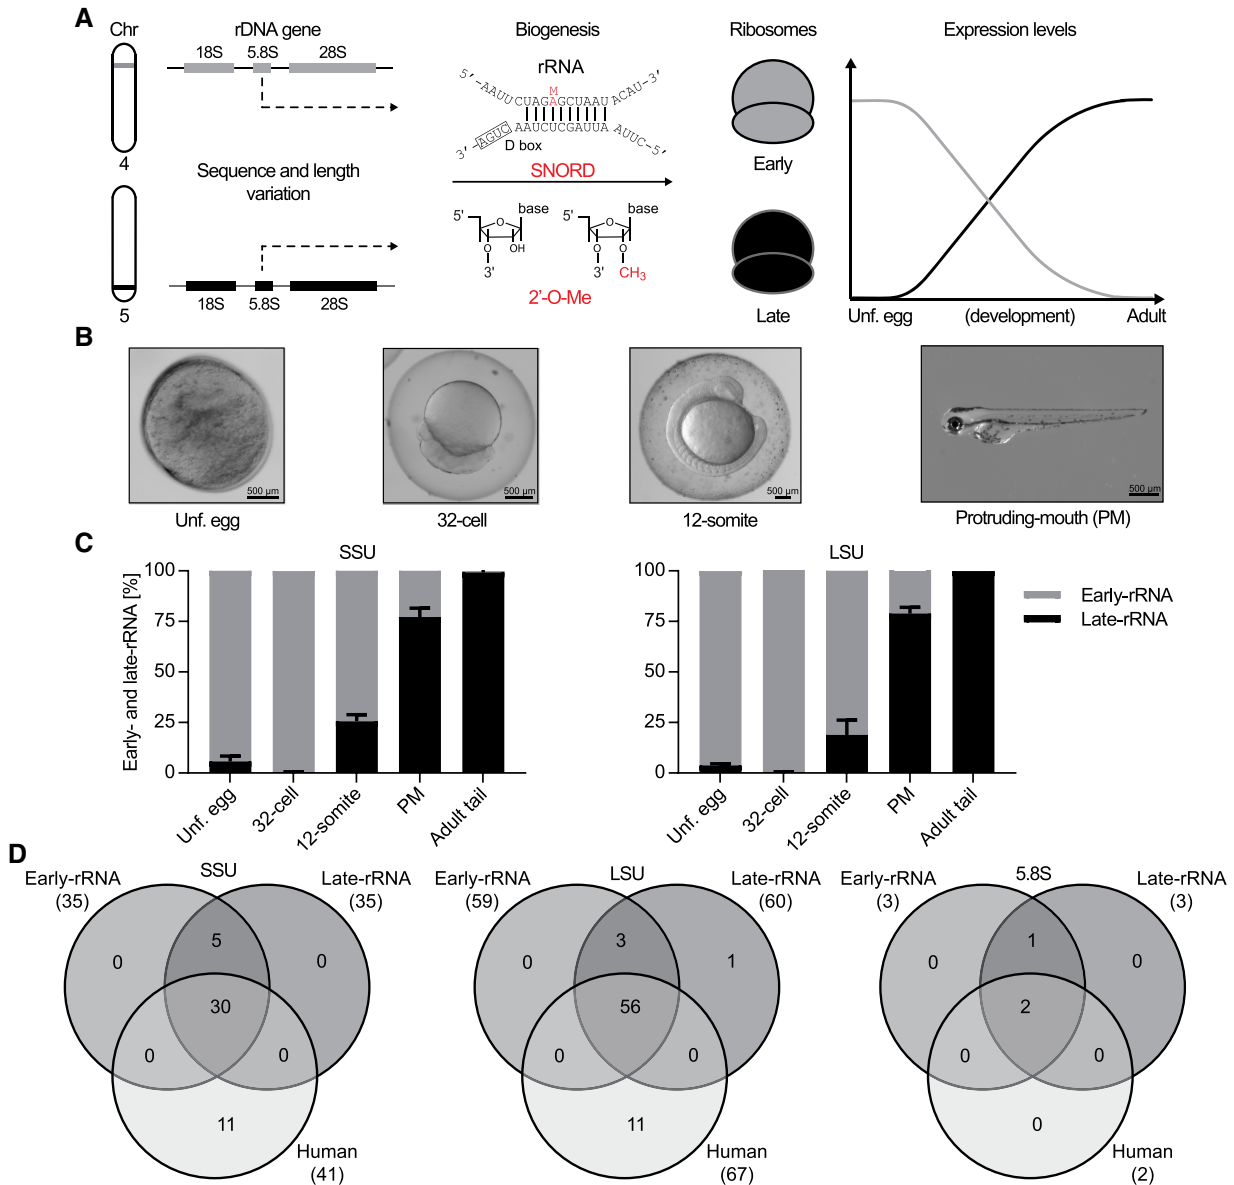 A
Chr
rDNA gene
Biogenesis
Ribosomes
Expression levels
18S 5.8S 28S
4
Sequence and length
variation
5
18S 5.8S 28S
rRNA
5'-AAUU CUAGAGCUAAU ACAU-3'
M
3'-AGUC AAUCUCGAUUA AUUC-5'
D box
SNORD
5' O base
O OH
3'
5' O base
O O
3' CH3
2'-O-Me
Early
Late
Unf. egg (development) Adult
B
500 µm
500 µm
500 µm
500 µm
Unf. egg
32-cell
12-somite
Protruding-mouth (PM)
C
SSU
Early- and late-rRNA [%]
100
75
50
25
0
Unf. egg
32-cell
12-somite
PM
Adult tail
LSU
100
75
50
25
0
Unf. egg
32-cell
12-somite
PM
Adult tail
Early-rRNA
Late-rRNA
D
SSU
Early-rRNA
(35)
Late-rRNA
(35)
5
0
0
30
0
0
11
Human
(41)
LSU
Early-rRNA
(59)
Late-rRNA
(60)
3
0
1
56
0
0
11
Human
(67)
5.8S
Early-rRNA
(3)
Late-rRNA
(3)
1
0
0
2
0
0
0
Human
(2)